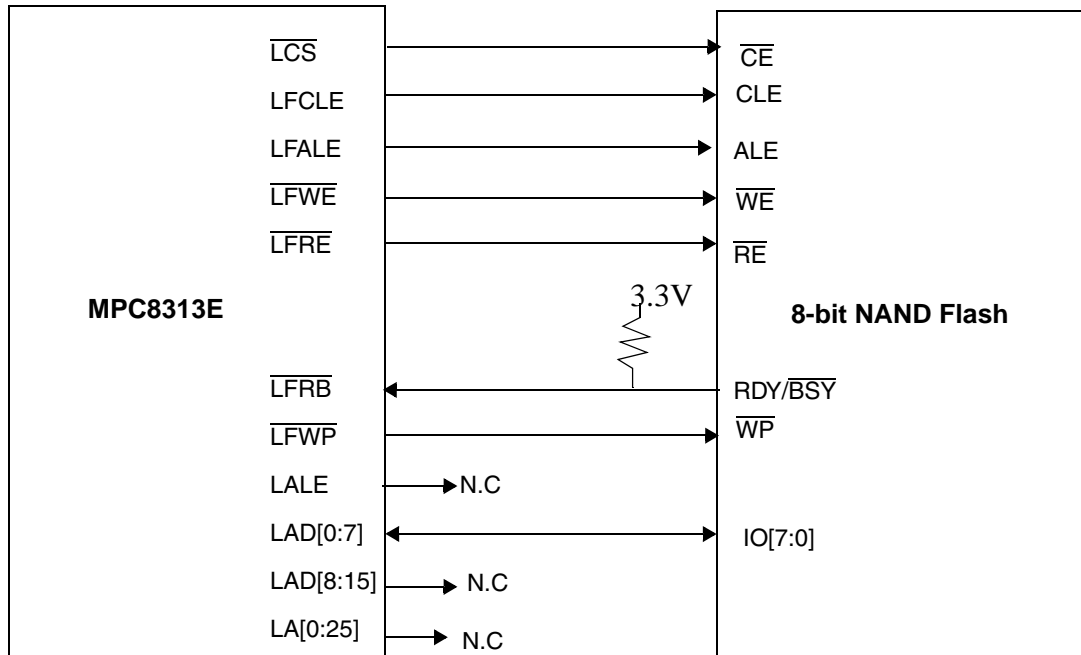 LCS
CE
LFCLE
CLE
LFALE
ALE
LFWE
WE
LFRE
RE
3.3V
MPC8313E
8-bit NAND Flash
LFRB
RDY/BSY
LFWP
WP
LALE
N.C
LAD[0:7]
IO[7:0]
LAD[8:15]
N.C
LA[0:25]
N.C